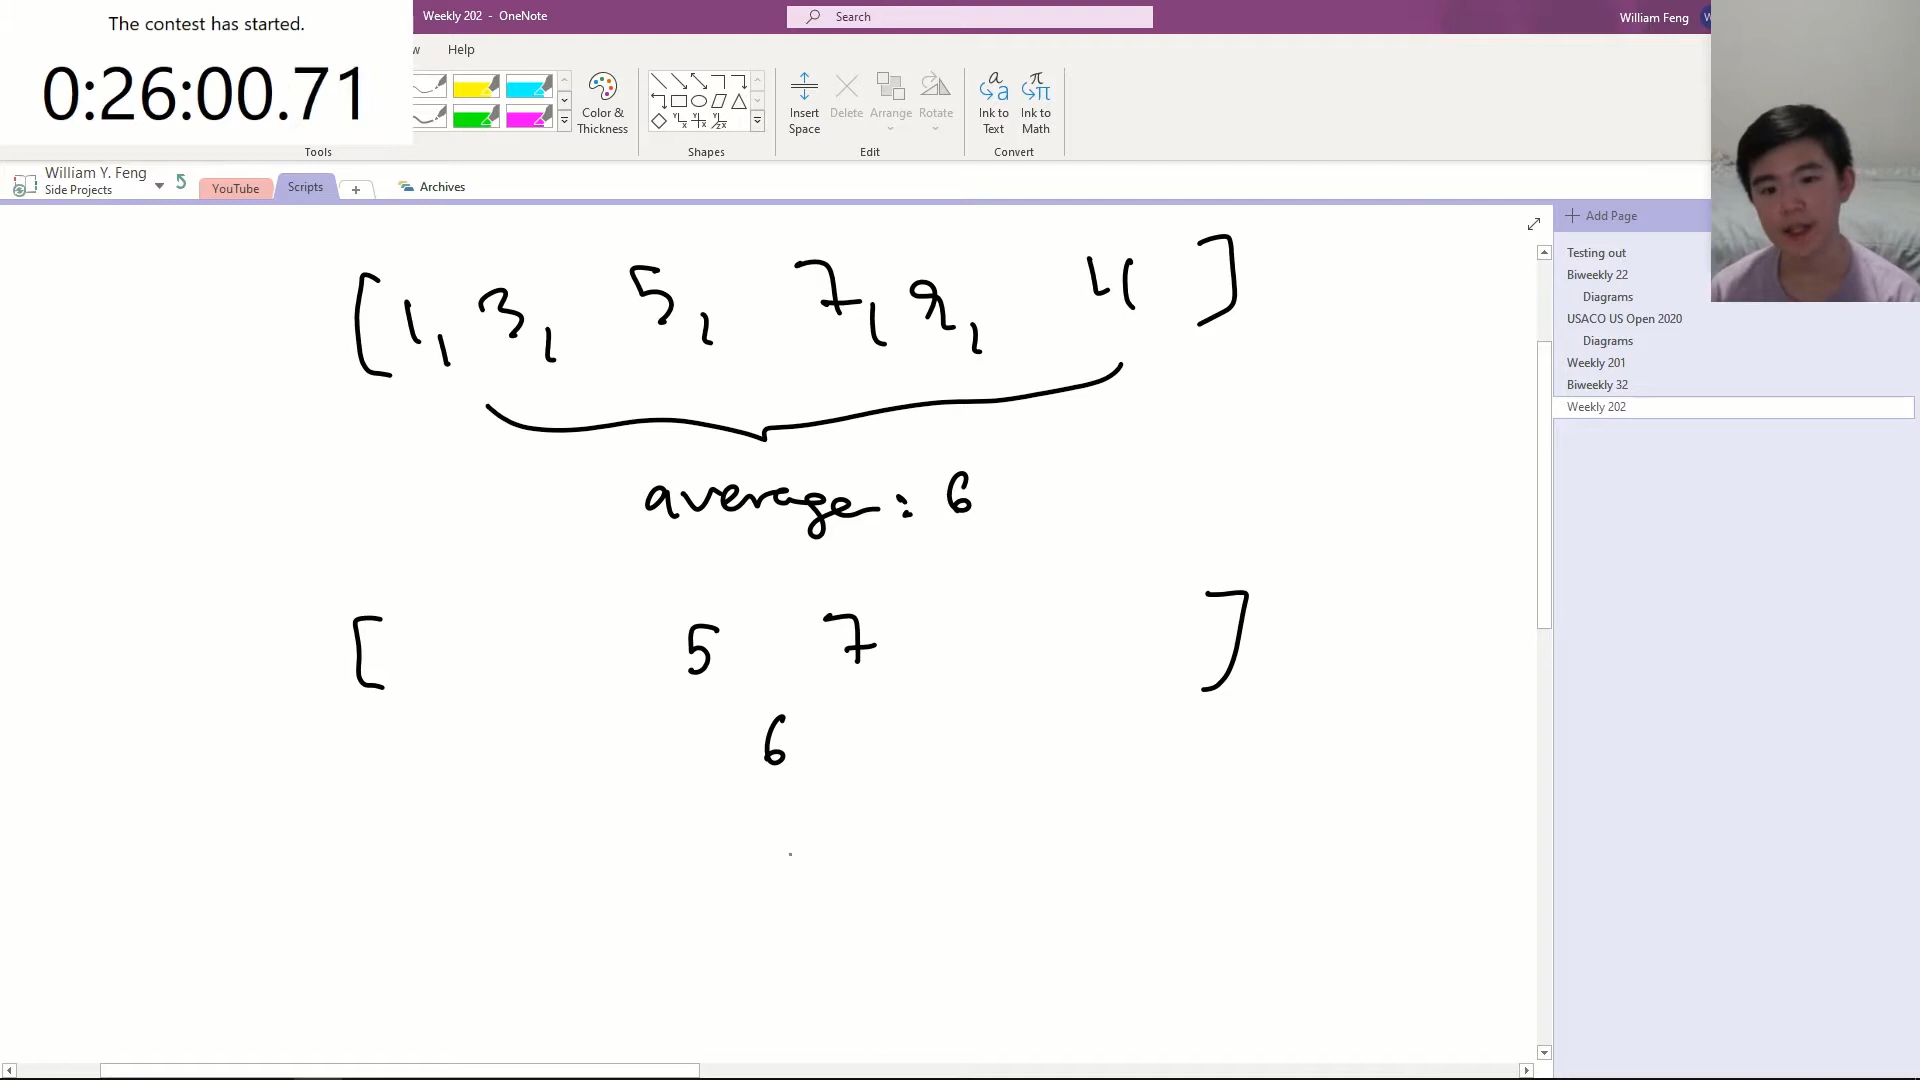 The contest has started.
0:26:00.71
Weekly 202 - OneNote
Search
William Feng
W
w
Help
Color & Thickness
Insert Space
Delete
Arrange
Rotate
Ink to Text
Ink to Math
Tools
Shapes
Edit
Convert
William Y. Feng
Side Projects
YouTube
Scripts
Archives
Add Page
Testing out
Biweekly 22
Diagrams
USACO US Open 2020
Diagrams
Weekly 201
Biweekly 32
Weekly 202
[1, 3, 5, 7, 9, 11]
average: 6
[ 5 7 ]
6